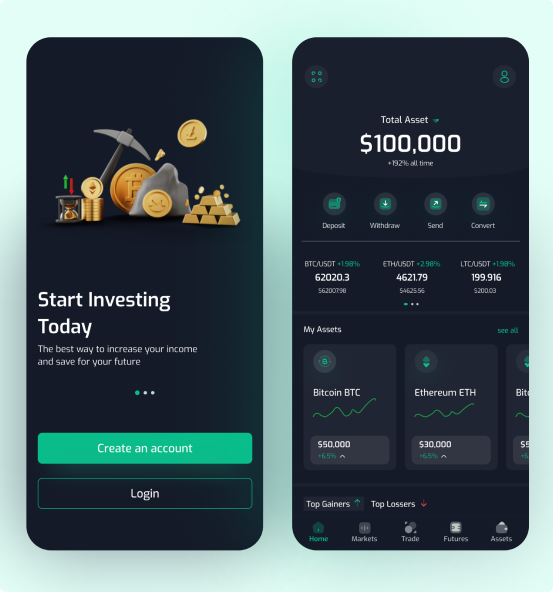 Start Investing
Today
The best way to increase your income
and save for your future
Create an account
Login
Total Asset
$100,000
+192% all time
Deposit
Withdraw
Send
Convert
BTC/USDT +1.98%
ETH/USDT +2.98%
LTC/USDT +1.98%
62020.3
4621.79
199.916
$62007.98
$4625.56
$200.03
My Assets
see all
Bitcoin BTC
Ethereum ETH
$50,000
$30,000
+6.5%
+6.5%
Top Gainers
Top Lossers
Home
Markets
Trade
Futures
Assets